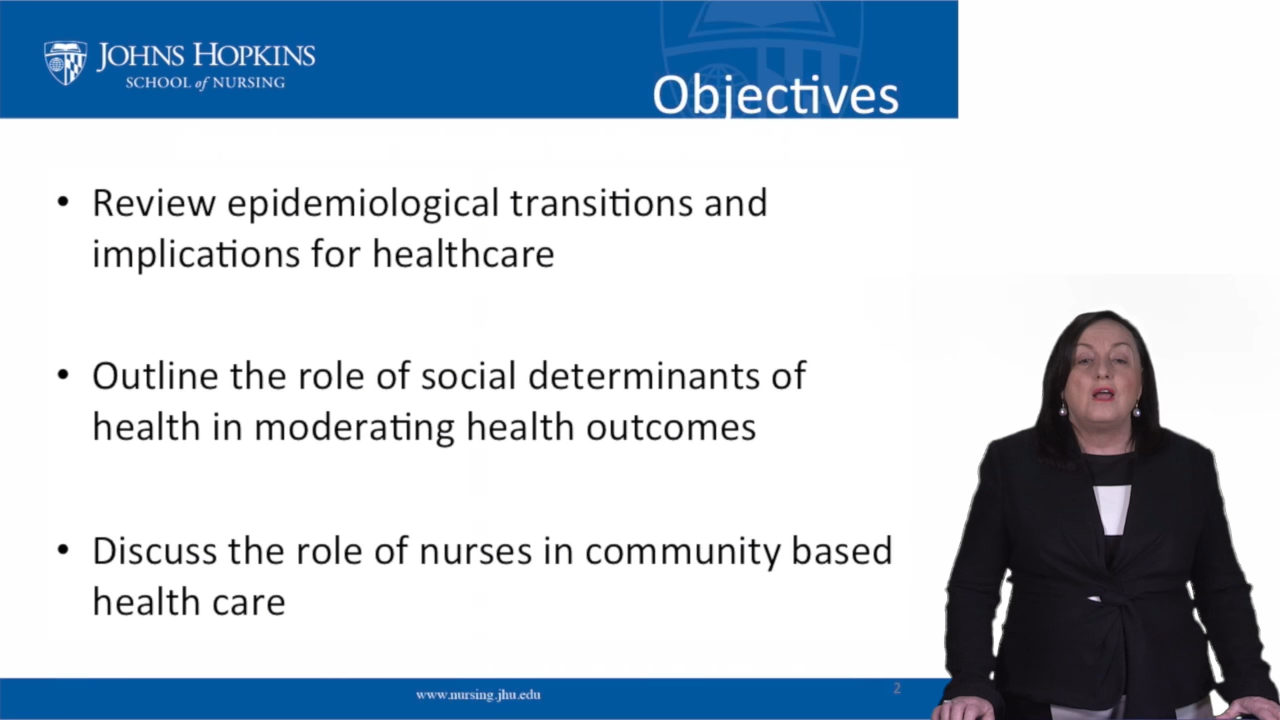 JOHNS HOPKINS
SCHOOL of NURSING
Objectives
• Review epidemiological transitions and
implications for healthcare
• Outline the role of social determinants of
health in moderating health outcomes
• Discuss the role of nurses in community based
health care
www.nursing.jhu.edu
2